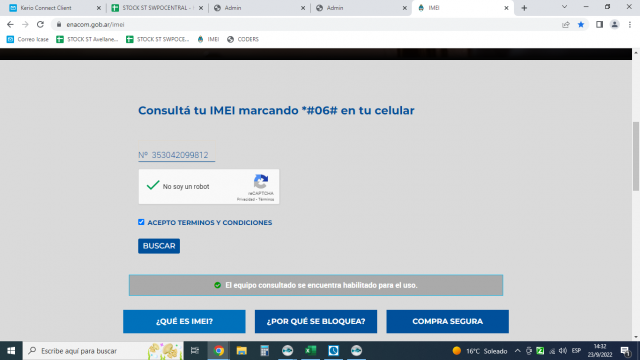 Kerio Connect Client
STOCK ST SWPOCENTRAL -
Admin
Admin
IMEI
enacom.gob.ar/imei
Correo Icase
STOCK ST Avellane...
STOCK ST SWPOCE...
IMEI
CODERS
Consultá tu IMEI marcando *#06# en tu celular
Nº 353042099812
No soy un robot
reCAPTCHA
Privacidad - Términos
ACEPTO TERMINOS Y CONDICIONES
BUSCAR
El equipo consultado se encuentra habilitado para el uso.
¿QUÉ ES IMEI?
¿POR QUÉ SE BLOQUEA?
COMPRA SEGURA
Escribe aquí para buscar
16°C Soleado
ESP
14:32
23/9/2022